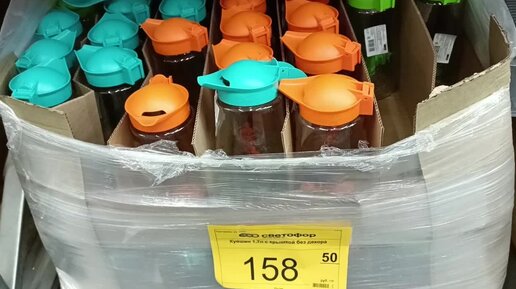 светофор
Кувшин 1,7л с крышкой без декора
158 50